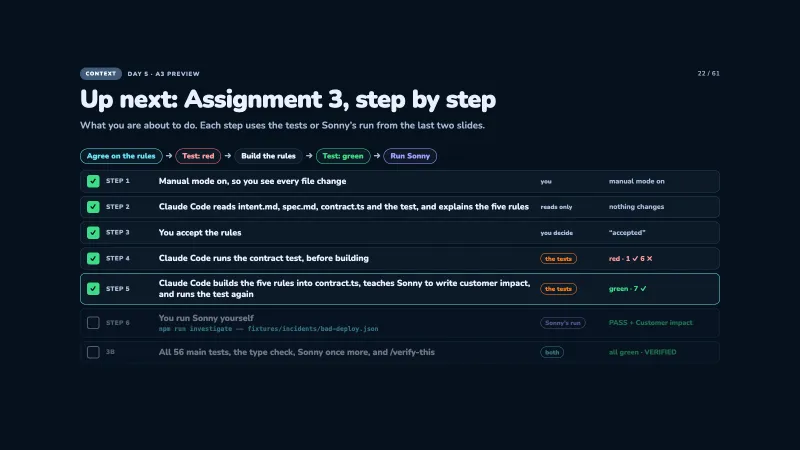 CONTEXT DAY 5 · A3 PREVIEW 22 / 61
Up next: Assignment 3, step by step
What you are about to do. Each step uses the tests or Sonny's run from the last two slides.
Agree on the rules → Test: red → Build the rules → Test: green → Run Sonny
STEP 1 Manual mode on, so you see every file change you manual mode on
STEP 2 Claude Code reads intent.md, spec.md, contract.ts and the test, and explains the five rules reads only nothing changes
STEP 3 You accept the rules you decide “accepted”
STEP 4 Claude Code runs the contract test, before building the tests red · 1 ✓ 6 ✕
STEP 5 Claude Code builds the five rules into contract.ts, teaches Sonny to write customer impact, the tests green · 7 ✓
and runs the test again
STEP 6 You run Sonny yourself Sonny's run PASS + Customer impact
npm run investigate -- fixtures/incidents/bad-deploy.json
3B All 56 main tests, the type check, Sonny once more, and /verify-this both all green · VERIFIED